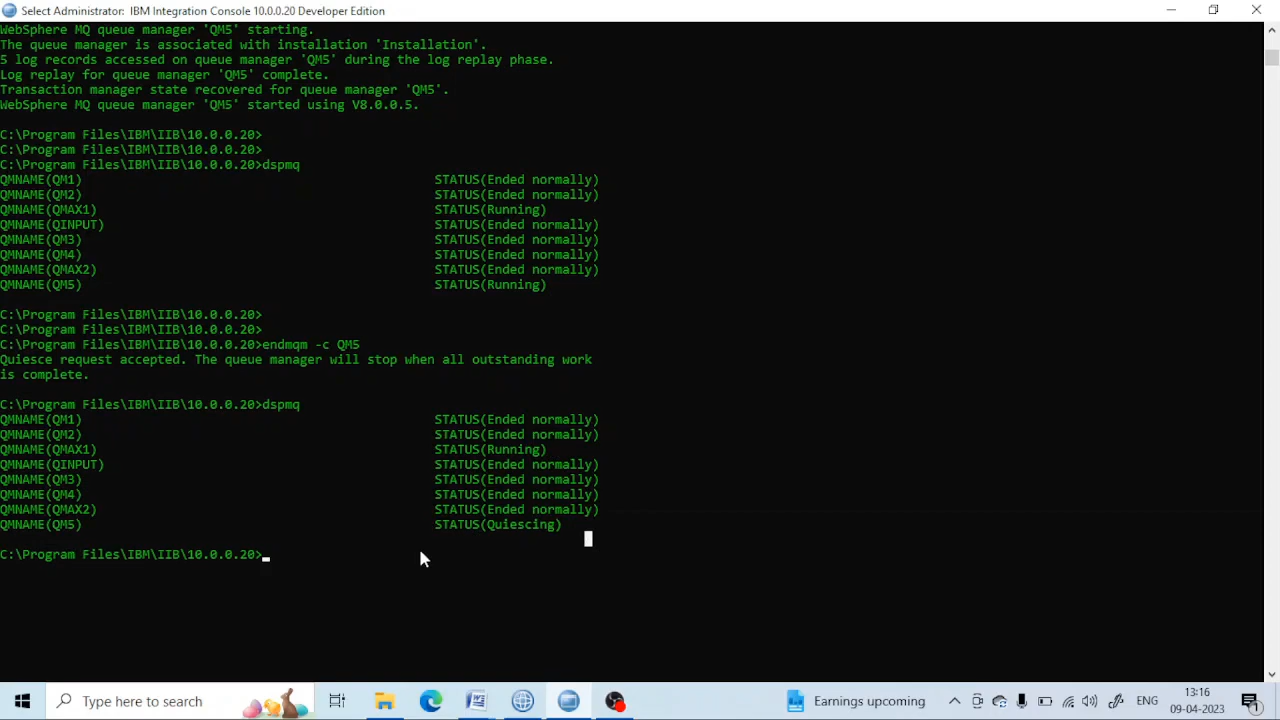 Select Administrator: IBM Integration Console 10.0.0.20 Developer Edition
WebSphere MQ queue manager 'QM5' starting.
The queue manager is associated with installation 'Installation'.
5 log records accessed on queue manager 'QM5' during the log replay phase.
Log replay for queue manager 'QM5' complete.
Transaction manager state recovered for queue manager 'QM5'.
WebSphere MQ queue manager 'QM5' started using V8.0.0.5.
C:\Program Files\IBM\IIB\10.0.0.20>
C:\Program Files\IBM\IIB\10.0.0.20>
C:\Program Files\IBM\IIB\10.0.0.20>dspmq
QMNAME(QM1) STATUS(Ended normally)
QMNAME(QM2) STATUS(Ended normally)
QMNAME(QMAX1) STATUS(Running)
QMNAME(QINPUT) STATUS(Ended normally)
QMNAME(QM3) STATUS(Ended normally)
QMNAME(QM4) STATUS(Ended normally)
QMNAME(QMAX2) STATUS(Ended normally)
QMNAME(QM5) STATUS(Running)
C:\Program Files\IBM\IIB\10.0.0.20>
C:\Program Files\IBM\IIB\10.0.0.20>
C:\Program Files\IBM\IIB\10.0.0.20>endmqm -c QM5
Quiesce request accepted. The queue manager will stop when all outstanding work
is complete.
C:\Program Files\IBM\IIB\10.0.0.20>dspmq
QMNAME(QM1) STATUS(Ended normally)
QMNAME(QM2) STATUS(Ended normally)
QMNAME(QMAX1) STATUS(Running)
QMNAME(QINPUT) STATUS(Ended normally)
QMNAME(QM3) STATUS(Ended normally)
QMNAME(QM4) STATUS(Ended normally)
QMNAME(QMAX2) STATUS(Ended normally)
QMNAME(QM5) STATUS(Quiescing)
C:\Program Files\IBM\IIB\10.0.0.20>
Type here to search
Earnings upcoming
ENG
3:16
09-04-2023
1